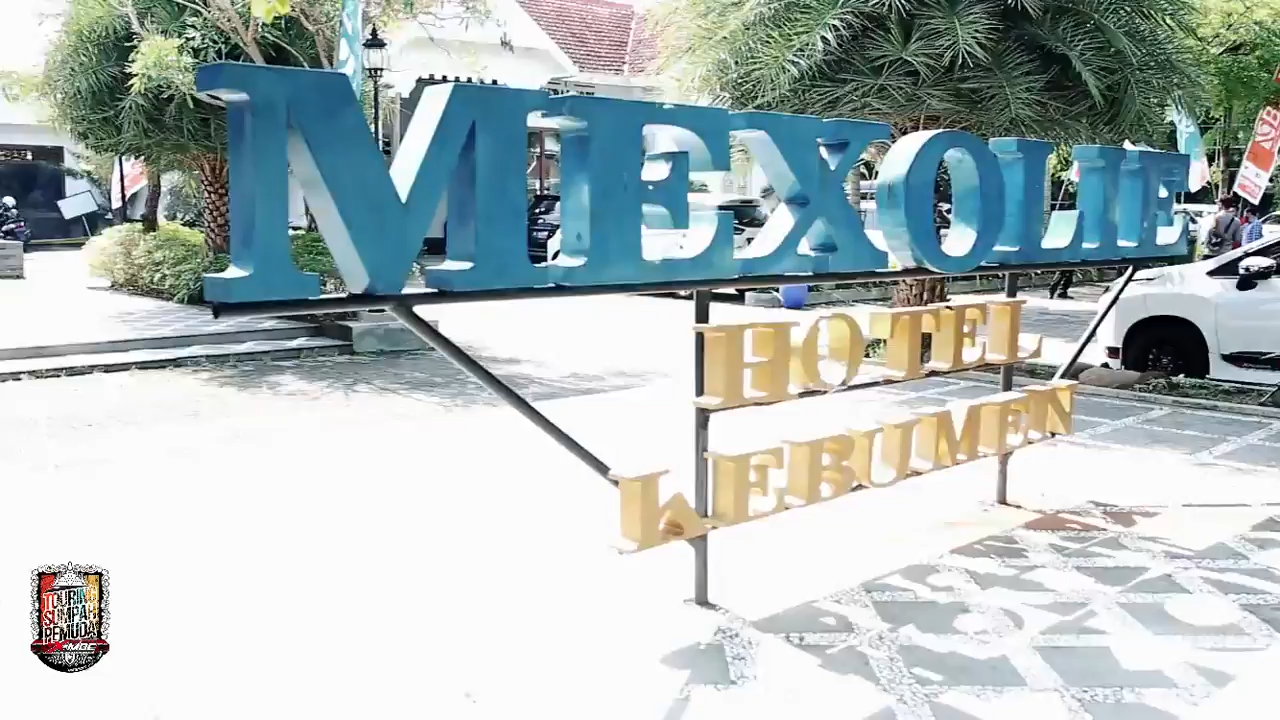 MEXOLIE
HOTEL
KEBUMEN
TOURING
SUMPAH
PEMUDA